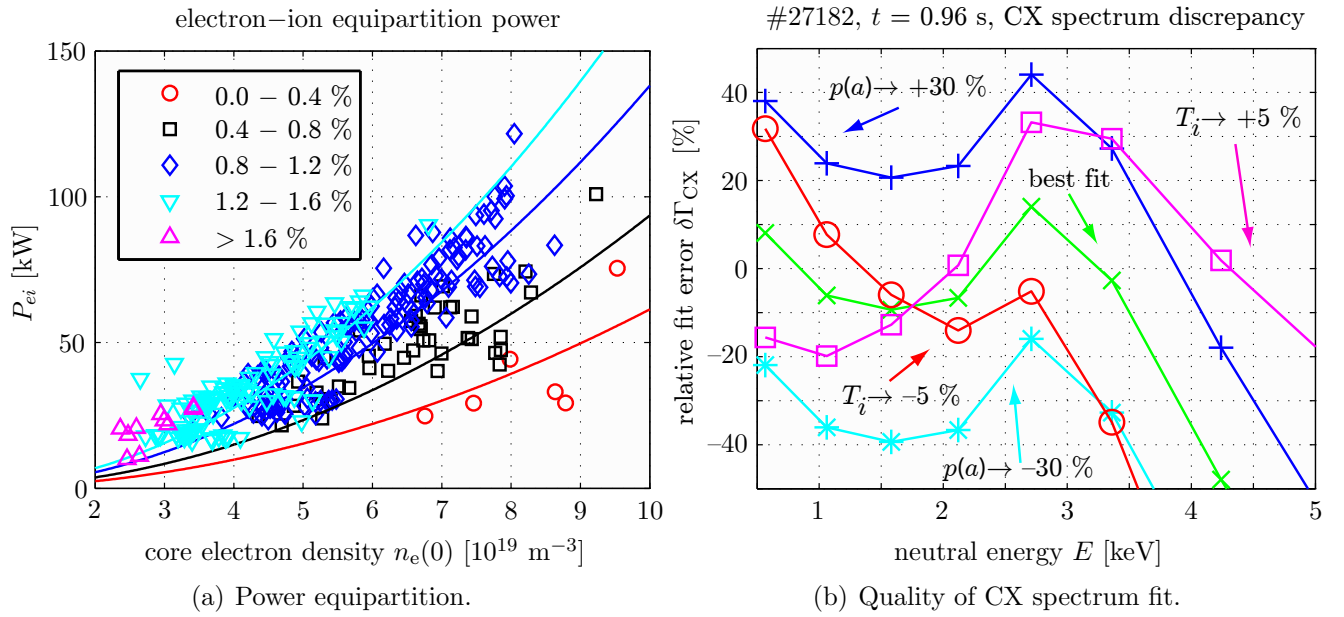 electron−ion equipartition power
150
100
50
0
P_ei [kW]
0.0 − 0.4 %
0.4 − 0.8 %
0.8 − 1.2 %
1.2 − 1.6 %
> 1.6 %
2 3 4 5 6 7 8 9 10
core electron density n_e(0) [10^19 m^−3]
(a) Power equipartition.
#27182, t = 0.96 s, CX spectrum discrepancy
40
20
0
−20
−40
relative fit error δΓ_CX [%]
p(a)→ +30 %
T_i→ +5 %
best fit
T_i→ −5 %
p(a)→ −30 %
1 2 3 4 5
neutral energy E [keV]
(b) Quality of CX spectrum fit.